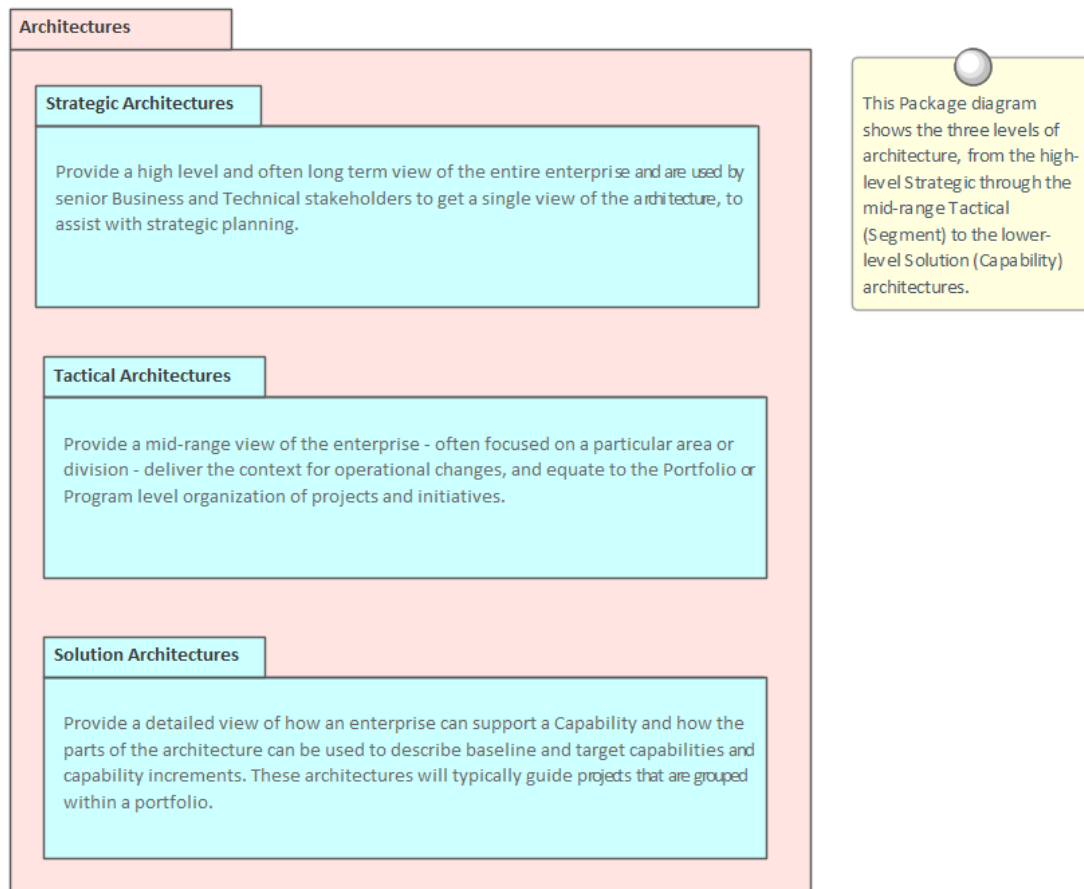 Architectures
Strategic Architectures
Provide a high level and often long term view of the entire enterprise and are used by
senior Business and Technical stakeholders to get a single view of the architecture, to
assist with strategic planning.
Tactical Architectures
Provide a mid-range view of the enterprise - often focused on a particular area or
division - deliver the context for operational changes, and equate to the Portfolio or
Program level organization of projects and initiatives.
Solution Architectures
Provide a detailed view of how an enterprise can support a Capability and how the
parts of the architecture can be used to describe baseline and target capabilities and
capability increments. These architectures will typically guide projects that are grouped
within a portfolio.
This Package diagram
shows the three levels of
architecture, from the high-
level Strategic through the
mid-range Tactical
(Segment) to the lower-
level Solution (Capability)
architectures.